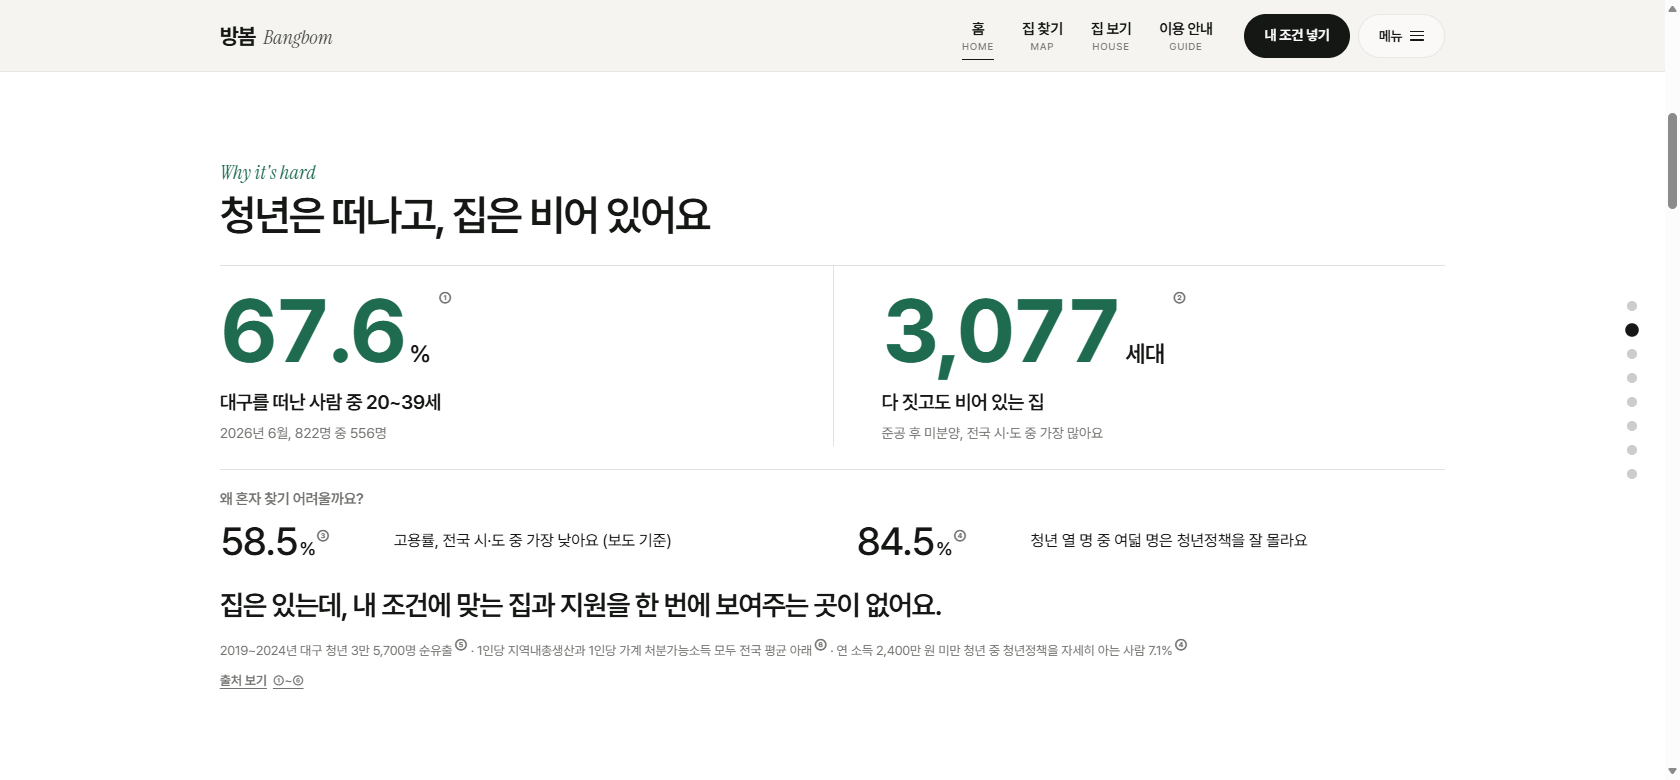 방봄 Bangbom
홈 집 찾기 집 보기 이용 안내 내 조건 넣기 메뉴
HOME MAP HOUSE GUIDE
Why it's hard
청년은 떠나고, 집은 비어 있어요
67.6% ①
대구를 떠난 사람 중 20~39세
2026년 6월, 822명 중 556명
3,077 세대 ②
다 짓고도 비어 있는 집
준공 후 미분양, 전국 시·도 중 가장 많아요
왜 혼자 찾기 어려울까요?
58.5% ③ 고용률, 전국 시·도 중 가장 낮아요 (보도 기준)
84.5% ④ 청년 열 명 중 여덟 명은 청년정책을 잘 몰라요
집은 있는데, 내 조건에 맞는 집과 지원을 한 번에 보여주는 곳이 없어요.
2019~2024년 대구 청년 3만 5,700명 순유출 ⑤ · 1인당 지역내총생산과 1인당 가계 처분가능소득 모두 전국 평균 아래 ⑥ · 연 소득 2,400만 원 미만 청년 중 청년정책을 자세히 아는 사람 7.1% ④
출처 보기 ①~⑥